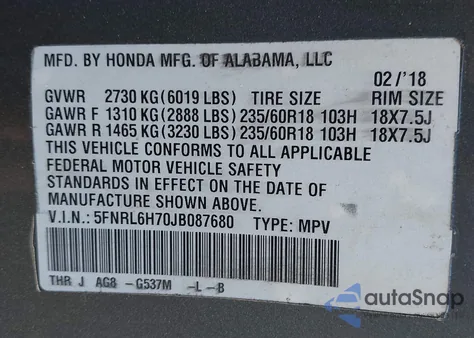 MFD. BY HONDA MFG. OF ALABAMA, LLC
02/'18
GVWR 2730 KG(6019 LBS) TIRE SIZE RIM SIZE
GAWR F 1310 KG(2888 LBS)235/60R18 103H 18X7.5J
GAWR R 1465 KG(3230 LBS)235/60R18 103H 18X7.5J
THIS VEHICLE CONFORMS TO ALL APPLICABLE
FEDERAL MOTOR VEHICLE SAFETY
STANDARDS IN EFFECT ON THE DATE OF
MANUFACTURE SHOWN ABOVE.
V.I.N.: 5FNRL6H70JB087680 TYPE: MPV
THR J AG8 -G537M -L -B
autoSnap